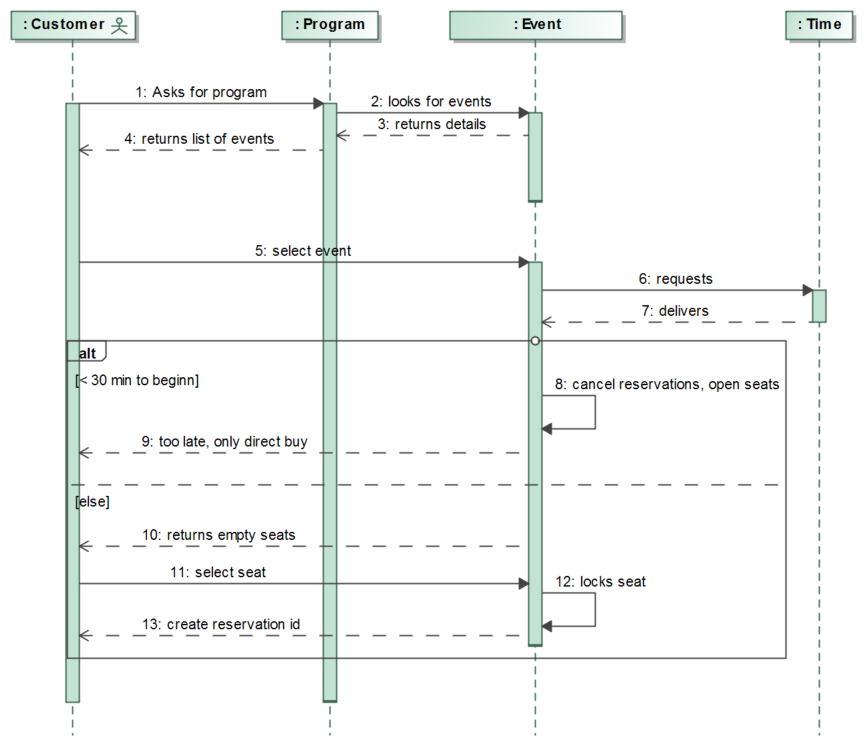 : Customer
: Program
: Event
: Time
1: Asks for program
2: looks for events
3: returns details
4: returns list of events
5: select event
6: requests
7: delivers
alt
[< 30 min to beginn]
8: cancel reservations, open seats
9: too late, only direct buy
[else]
10: returns empty seats
11: select seat
12: locks seat
13: create reservation id